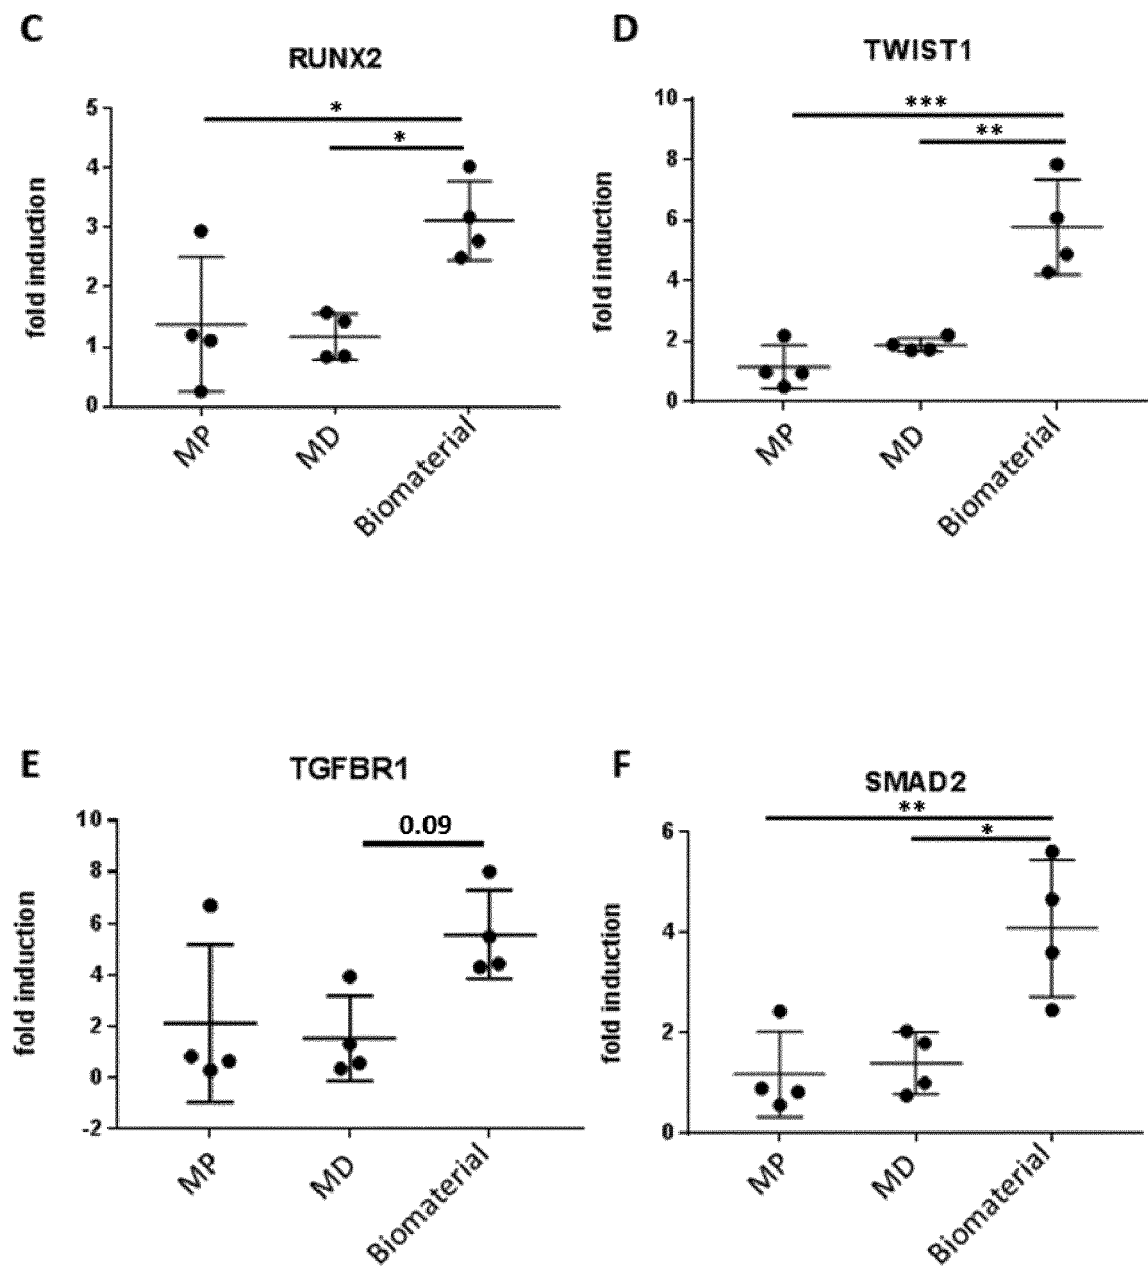 C
RUNX2
fold induction
5
4
3
2
1
0
*
*
MP
MD
Biomaterial
D
TWIST1
fold induction
10
8
6
4
2
0
***
**
MP
MD
Biomaterial
E
TGFBR1
fold induction
10
8
6
4
2
0
-2
0.09
MP
MD
Biomaterial
F
SMAD2
fold induction
6
4
2
0
**
*
MP
MD
Biomaterial